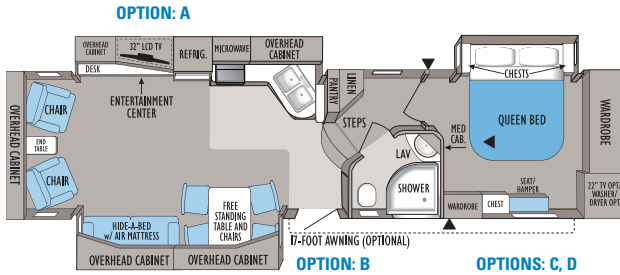 OPTION: A
OVERHEAD
CABINET
32" LCD TV
REFRIG.
MICROWAVE
OVERHEAD
CABINET
DESK
ENTERTAINMENT
CENTER
OVERHEAD CABINET
CHAIR
END
TABLE
CHAIR
PANTRY
LINEN
STEPS
CHESTS
QUEEN BED
MED
CAB.
LAV
SHOWER
WARDROBE
SEAT/
HAMPER
WARDROBE
CHEST
22" TV OPT/
WASHER/
DRYER OPT
FREE
STANDING
TABLE AND
CHAIRS
HIDE-A-BED
w/ AIR MATTRESS
OVERHEAD CABINET
OVERHEAD CABINET
17-FOOT AWNING (OPTIONAL)
OPTION: B
OPTIONS: C, D